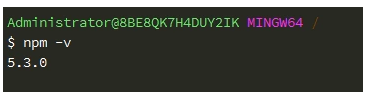 Administrator@8BE8QK7H4DUY2IK MINGW64 /
$ npm -v
5.3.0